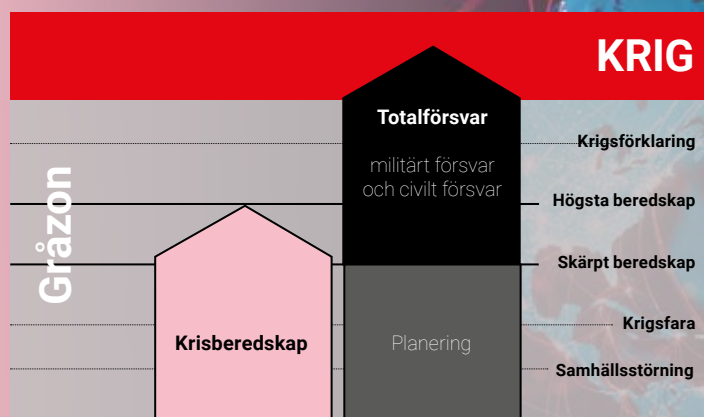 KRIG
Totalförsvar
militärt försvar
och civilt försvar
Krigsförklaring
Högsta beredskap
Skärpt beredskap
Gråzon
Krisberedskap
Planering
Krigsfara
Samhällsstörning